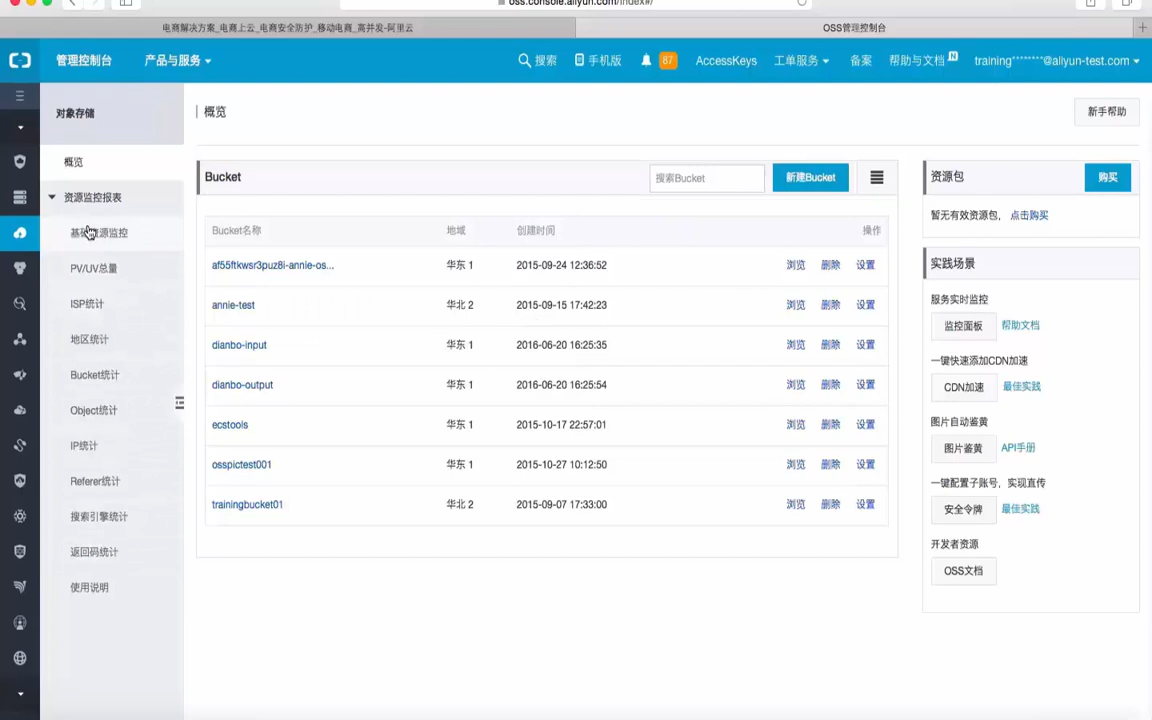 oss.console.aliyun.com/index#/
电商解决方案_电商上云_电商安全防护_移动电商_高并发-阿里云
OSS管理控制台
管理控制台 产品与服务 搜索 手机版 87 AccessKeys 工单服务 备案 帮助与文档 N training********@aliyun-test.com
对象存储
概览
资源监控报表
基础资源监控
PV/UV总量
ISP统计
地区统计
Bucket统计
Object统计
IP统计
Referer统计
搜索引擎统计
返回码统计
使用说明
概览
新手帮助
Bucket 搜索Bucket 新建Bucket
Bucket名称 地域 创建时间 操作
af55ftkwsr3puz8i-annie-os... 华东 1 2015-09-24 12:36:52 浏览 删除 设置
annie-test 华北 2 2015-09-15 17:42:23 浏览 删除 设置
dianbo-input 华东 1 2016-06-20 16:25:35 浏览 删除 设置
dianbo-output 华东 1 2016-06-20 16:25:54 浏览 删除 设置
ecstools 华东 1 2015-10-17 22:57:01 浏览 删除 设置
osspictest001 华东 1 2015-10-27 10:12:50 浏览 删除 设置
trainingbucket01 华北 2 2015-09-07 17:33:00 浏览 删除 设置
资源包 购买
暂无有效资源包， 点击购买
实践场景
服务实时监控
监控面板 帮助文档
一键快速添加CDN加速
CDN加速 最佳实践
图片自动鉴黄
图片鉴黄 API手册
一键配置子账号，实现直传
安全令牌 最佳实践
开发者资源
OSS文档